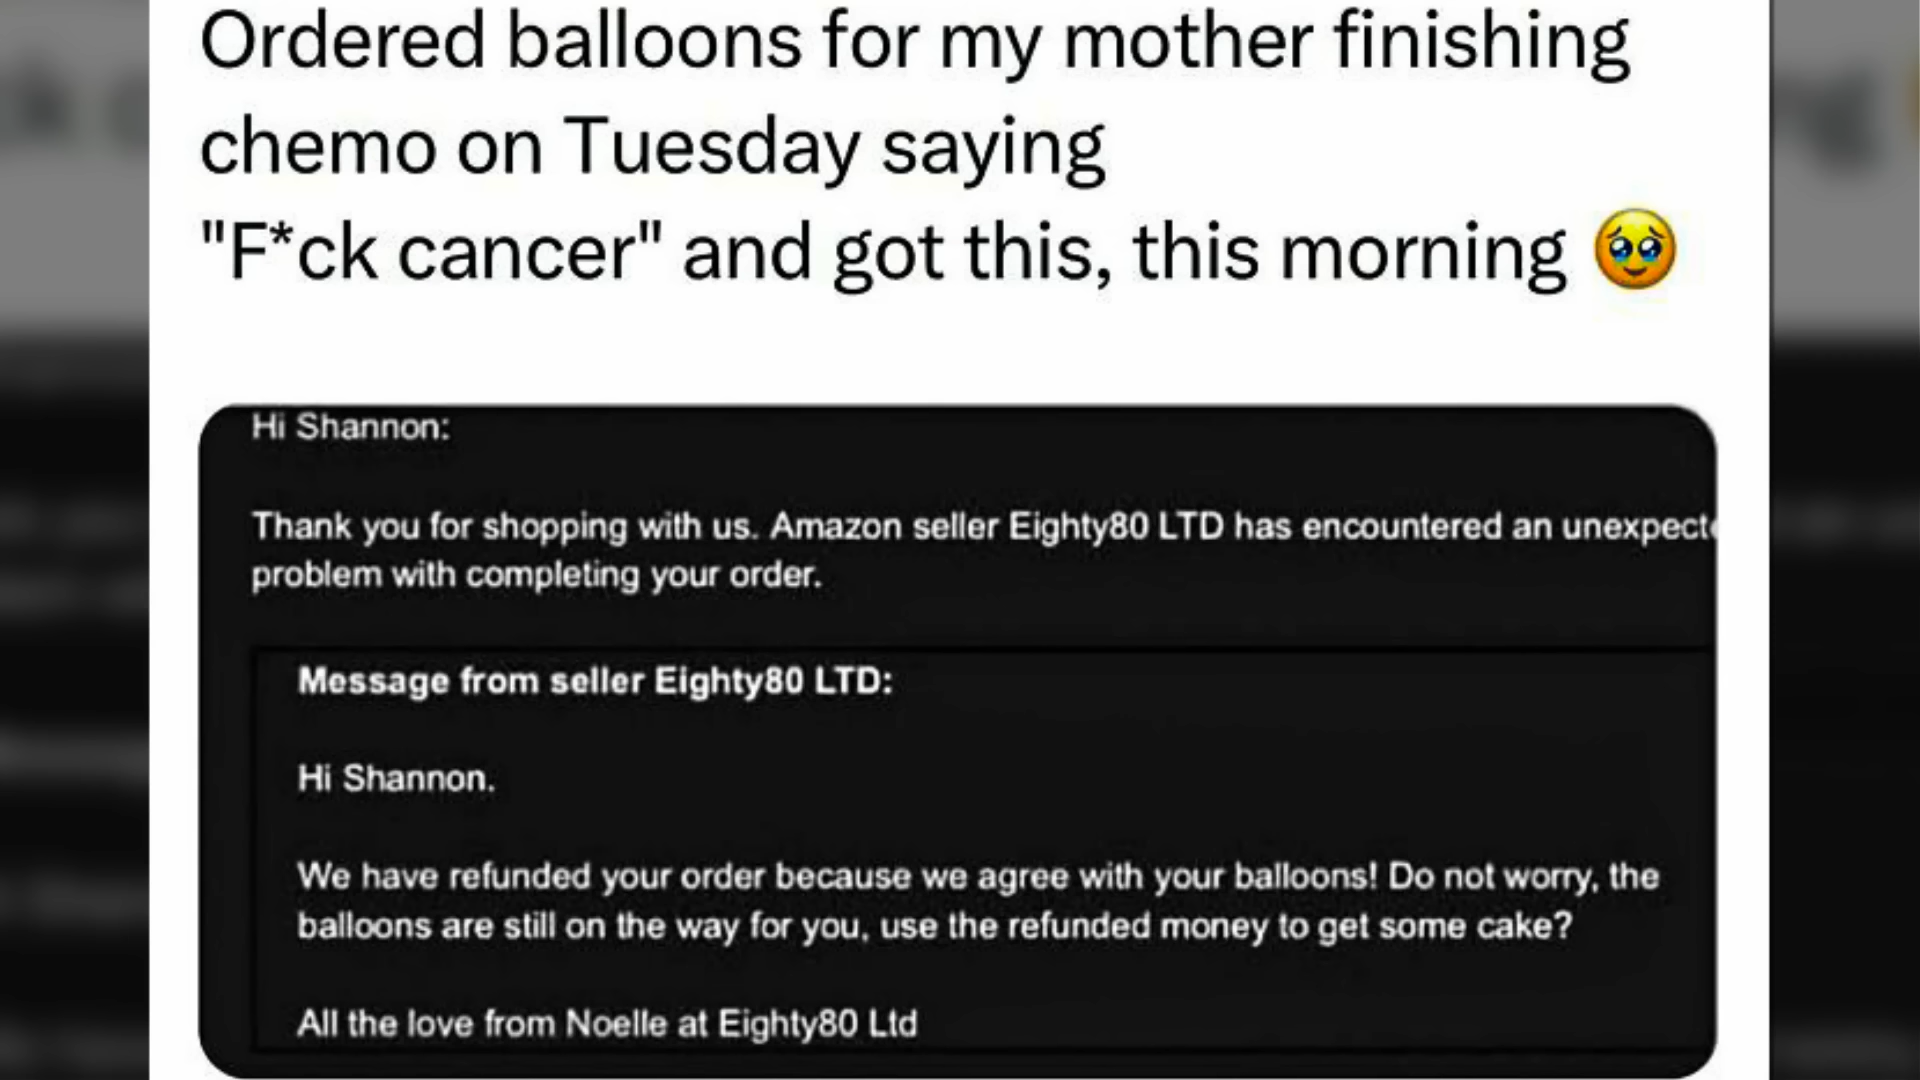 Ordered balloons for my mother finishing
chemo on Tuesday saying
"F*ck cancer" and got this, this morning 🥹
Hi Shannon:
Thank you for shopping with us. Amazon seller Eighty80 LTD has encountered an
problem with completing your order.
Message from seller Eighty80 LTD:
Hi Shannon.
We have refunded your order because we agree with your balloons! Do not worry, the
balloons are still on the way for you, use the refunded money to get some cake?
All the love from Noelle at Eighty80 Ltd